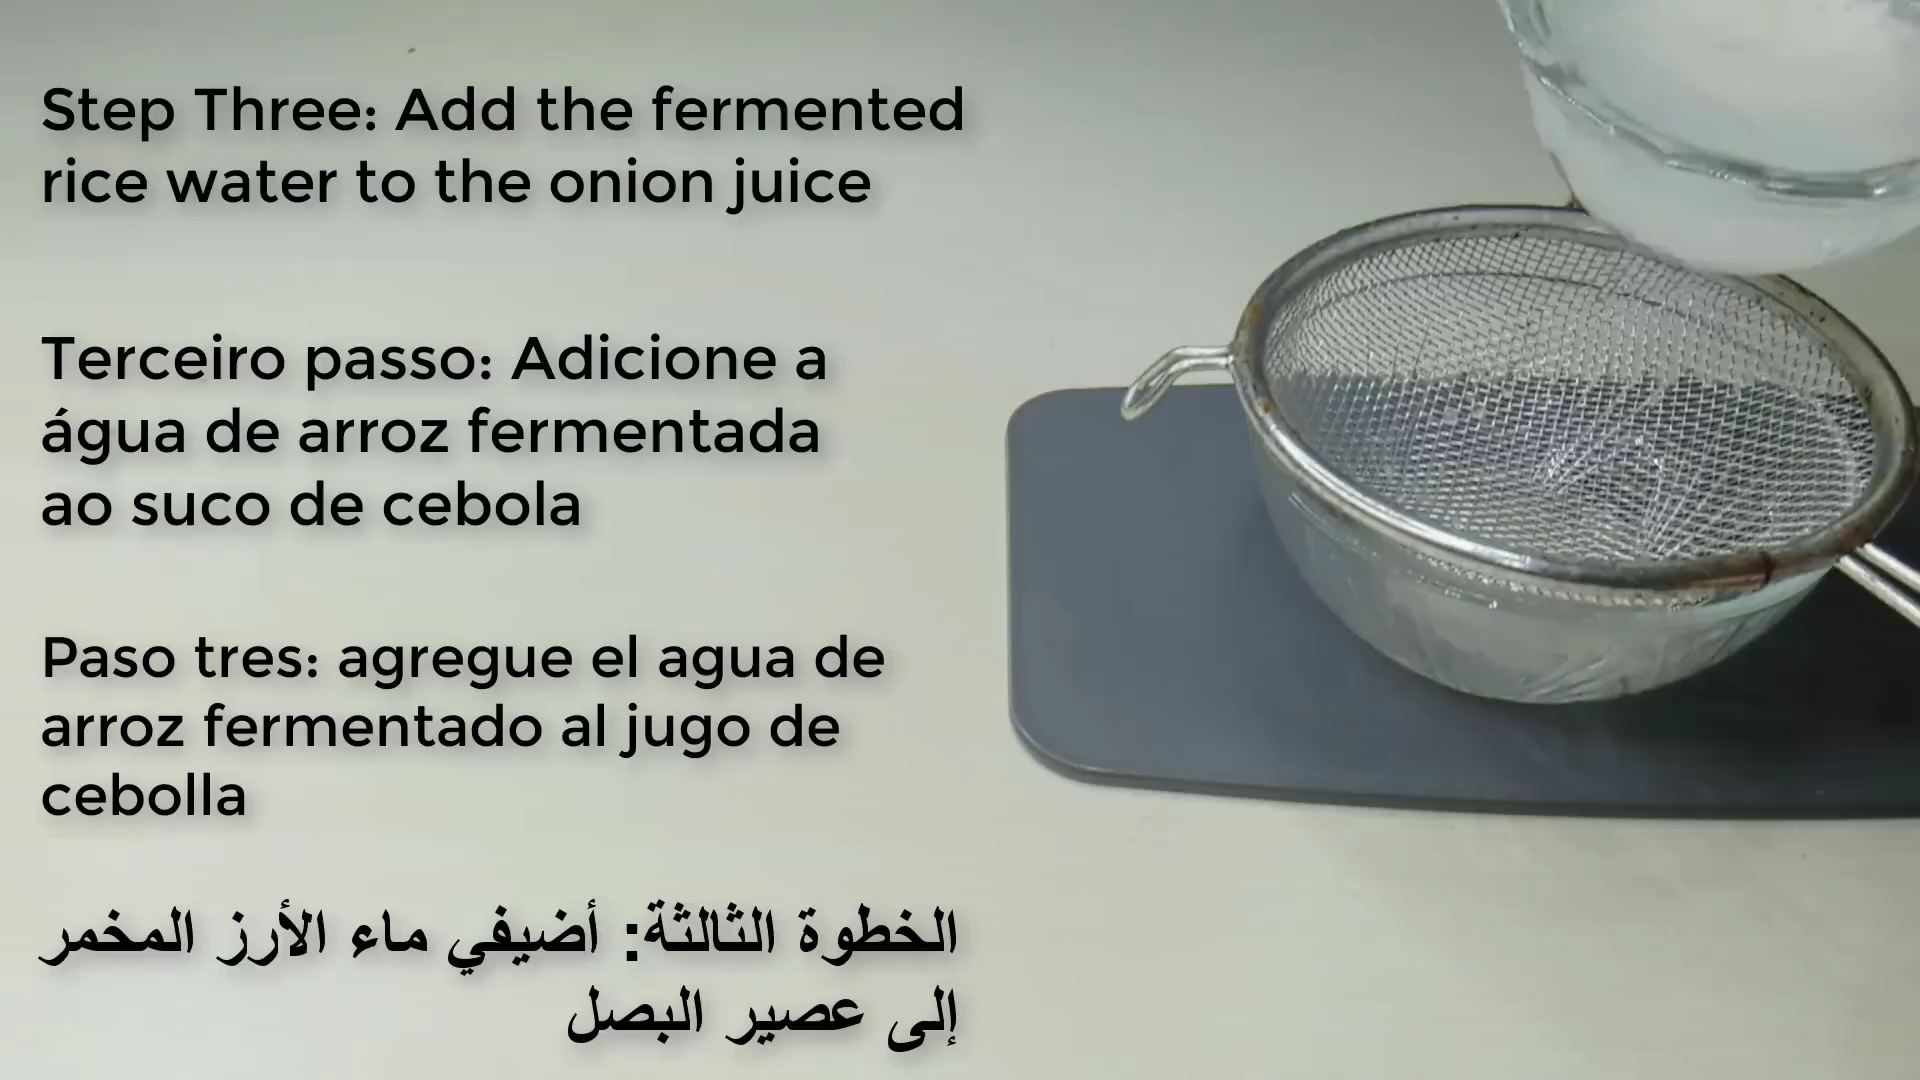 Step Three: Add the fermented
rice water to the onion juice
Terceiro passo: Adicione a
água de arroz fermentada
ao suco de cebola
Paso tres: agregue el agua de
arroz fermentado al jugo de
cebolla
الخطوة الثالثة: أضيفي ماء الأرز المخمر
إلى عصير البصل